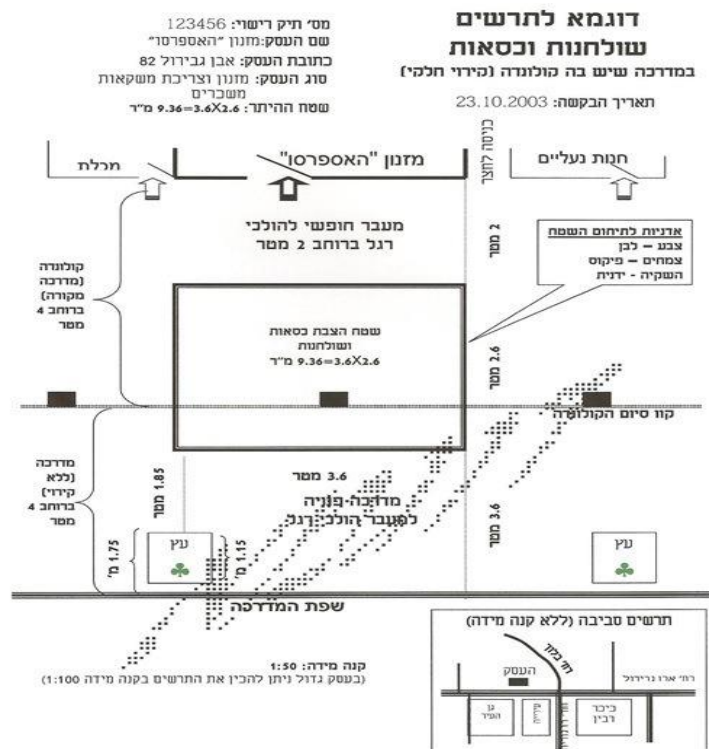 דוגמא לתרשים
שולחנות וכסאות
במדרכה שיש בה קולונדה (קירוי חלקי)
תאריך הבקשה: 23.10.2003
מס׳ תיק רישוי: 123456
שם העסק:מזנון "האספרסו"
כתובת העסק: אבן גבירול 82
סוג העסק: מזנון וצריכת משקאות
משכרים
שטח ההיתר: 3.6X2.6=9.36 מ"ר
חנות נעליים
כניסה לחצר
מזנון "האספרסו"
מכלת
מעבר חופשי להולכי
רגל ברוחב 2 מטר
2 מטר
אדניות לתיחום השטח
צבע – לבן
צמחים – פיקוס
השקיה - ידנית
קולונדה
(מדרכה
מקורה)
ברוחב 4
מטר
שטח הצבת כסאות
ושולחנות
3.6X2.6=9.36 מ"ר
2.6 מטר
קוו סיום הקולונדה
מדרכה
(ללא
קירוי)
ברוחב 4
מטר
1.85 מטר
3.6 מטר
מדרכה-פנויה
למעבר הולכי רגל
3.6 מטר
עץ
1.75 מ'
1.15 מ'
עץ
שפת המדרכה
קנה מידה: 1:50
(בעסק גדול ניתן להכין את התרשים בקנה מידה 1:100)
תרשים סביבה (ללא קנה מידה)
העסק
גן
העיר
עירייה
כיכר
רבין